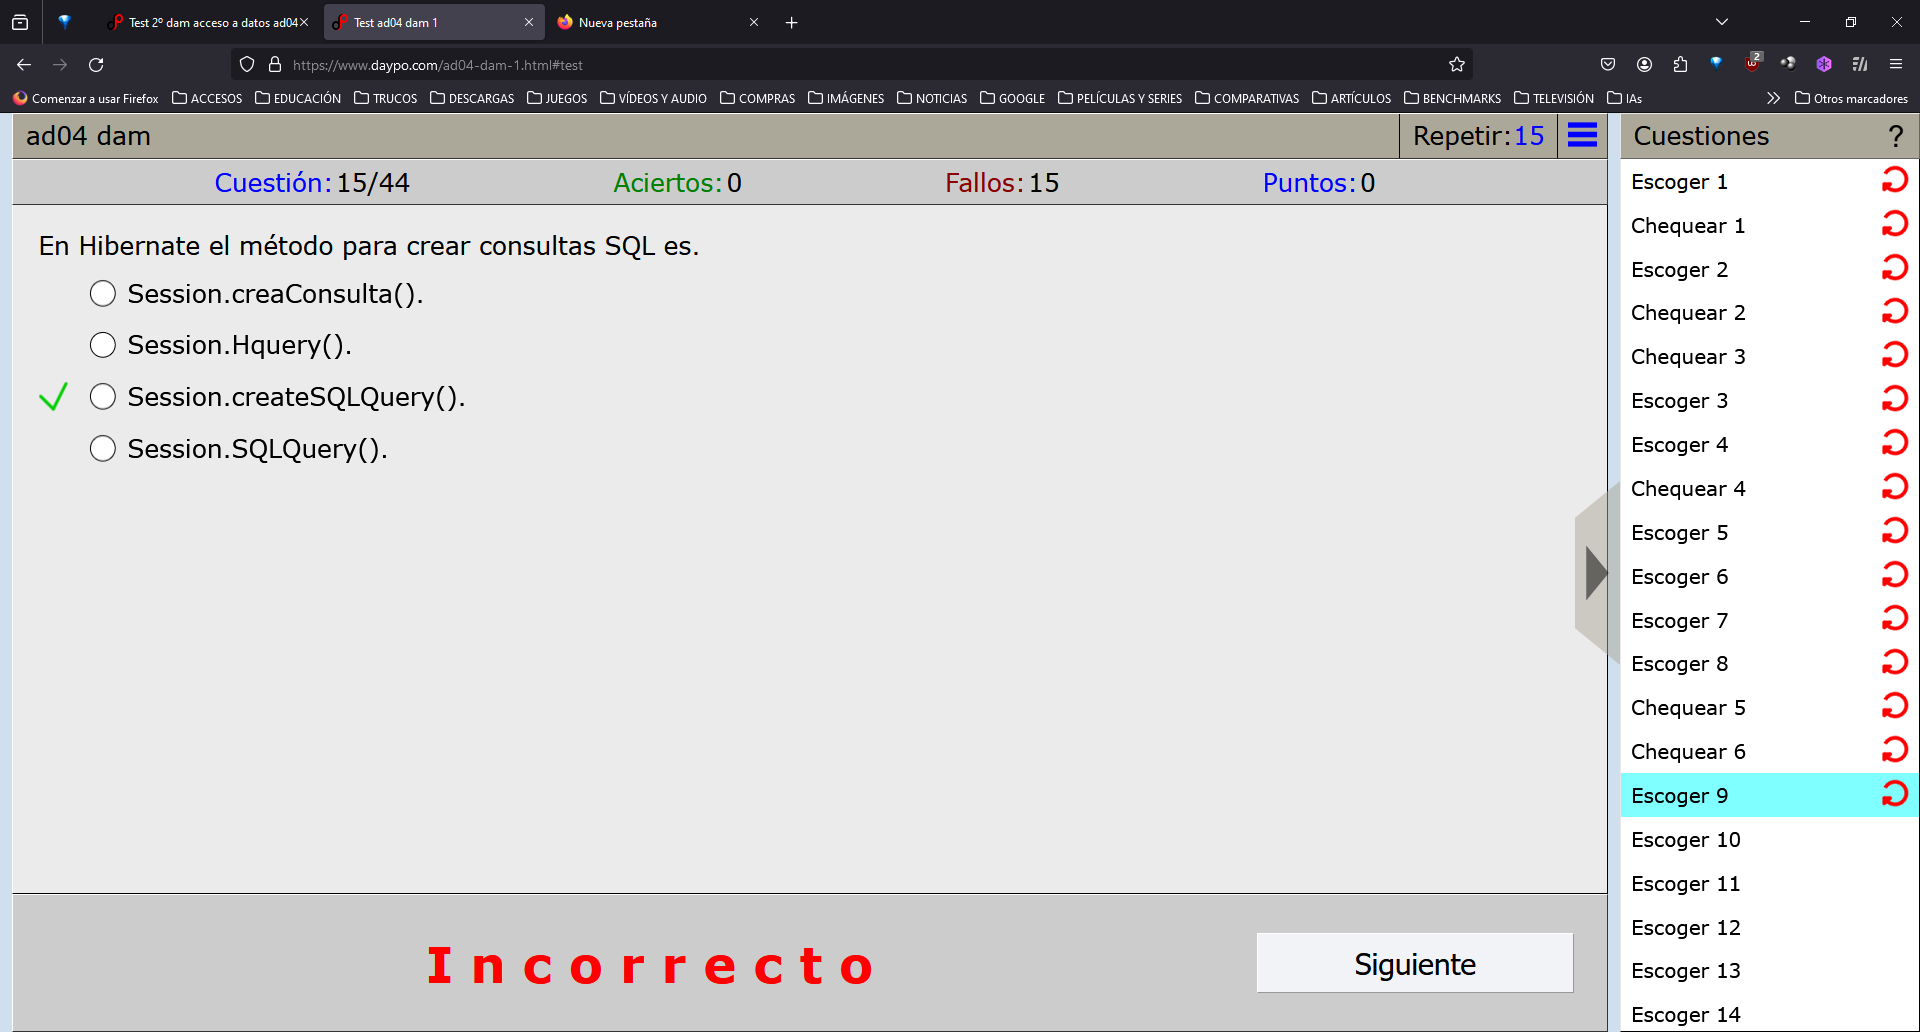 Test 2º dam acceso a datos ad04
Test ad04 dam 1
Nueva pestaña
https://www.daypo.com/ad04-dam-1.html#test
2
Comenzar a usar Firefox
ACCESOS
EDUCACIÓN
TRUCOS
DESCARGAS
JUEGOS
VÍDEOS Y AUDIO
COMPRAS
IMÁGENES
NOTICIAS
GOOGLE
PELÍCULAS Y SERIES
COMPARATIVAS
ARTÍCULOS
BENCHMARKS
TELEVISIÓN
IAs
Otros marcadores
ad04 dam
Repetir:15
Cuestión:15/44
Aciertos:0
Fallos:15
Puntos:0
En Hibernate el método para crear consultas SQL es.
Session.creaConsulta().
Session.Hquery().
Session.createSQLQuery().
Session.SQLQuery().
Incorrecto
Siguiente
Cuestiones
?
Escoger 1
Chequear 1
Escoger 2
Chequear 2
Chequear 3
Escoger 3
Escoger 4
Chequear 4
Escoger 5
Escoger 6
Escoger 7
Escoger 8
Chequear 5
Chequear 6
Escoger 9
Escoger 10
Escoger 11
Escoger 12
Escoger 13
Escoger 14